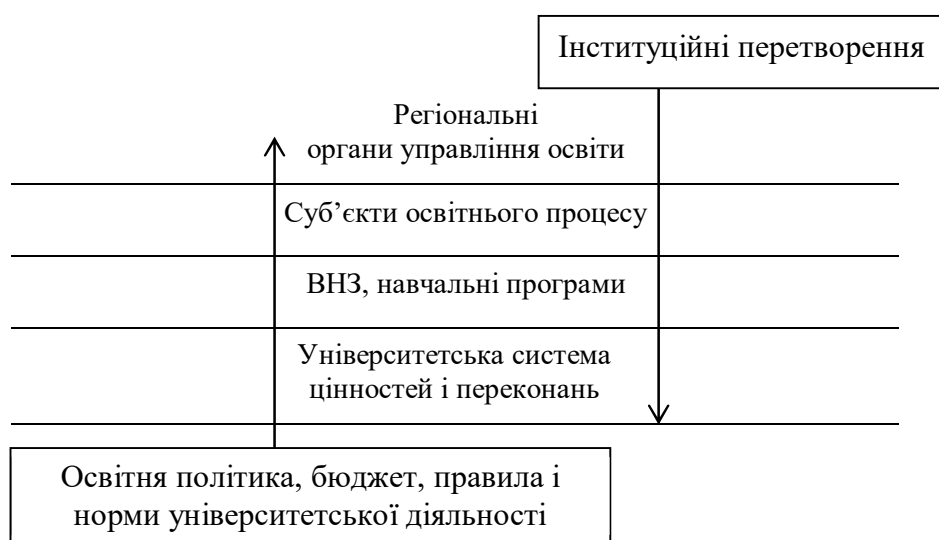 Інституційні перетворення
Регіональні
органи управління освіти
Суб’єкти освітнього процесу
ВНЗ, навчальні програми
Університетська система
цінностей і переконань
Освітня політика, бюджет, правила і
норми університетської діяльності